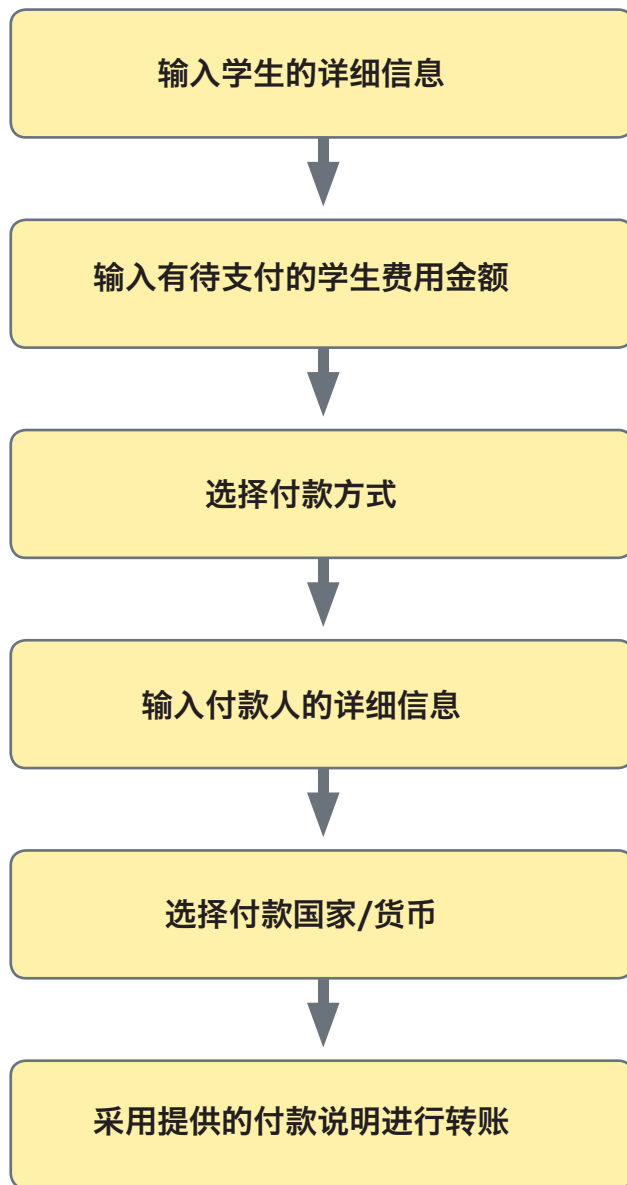 输入学生的详细信息
输入有待支付的学生费用金额
选择付款方式
输入付款人的详细信息
选择付款国家/货币
采用提供的付款说明进行转账